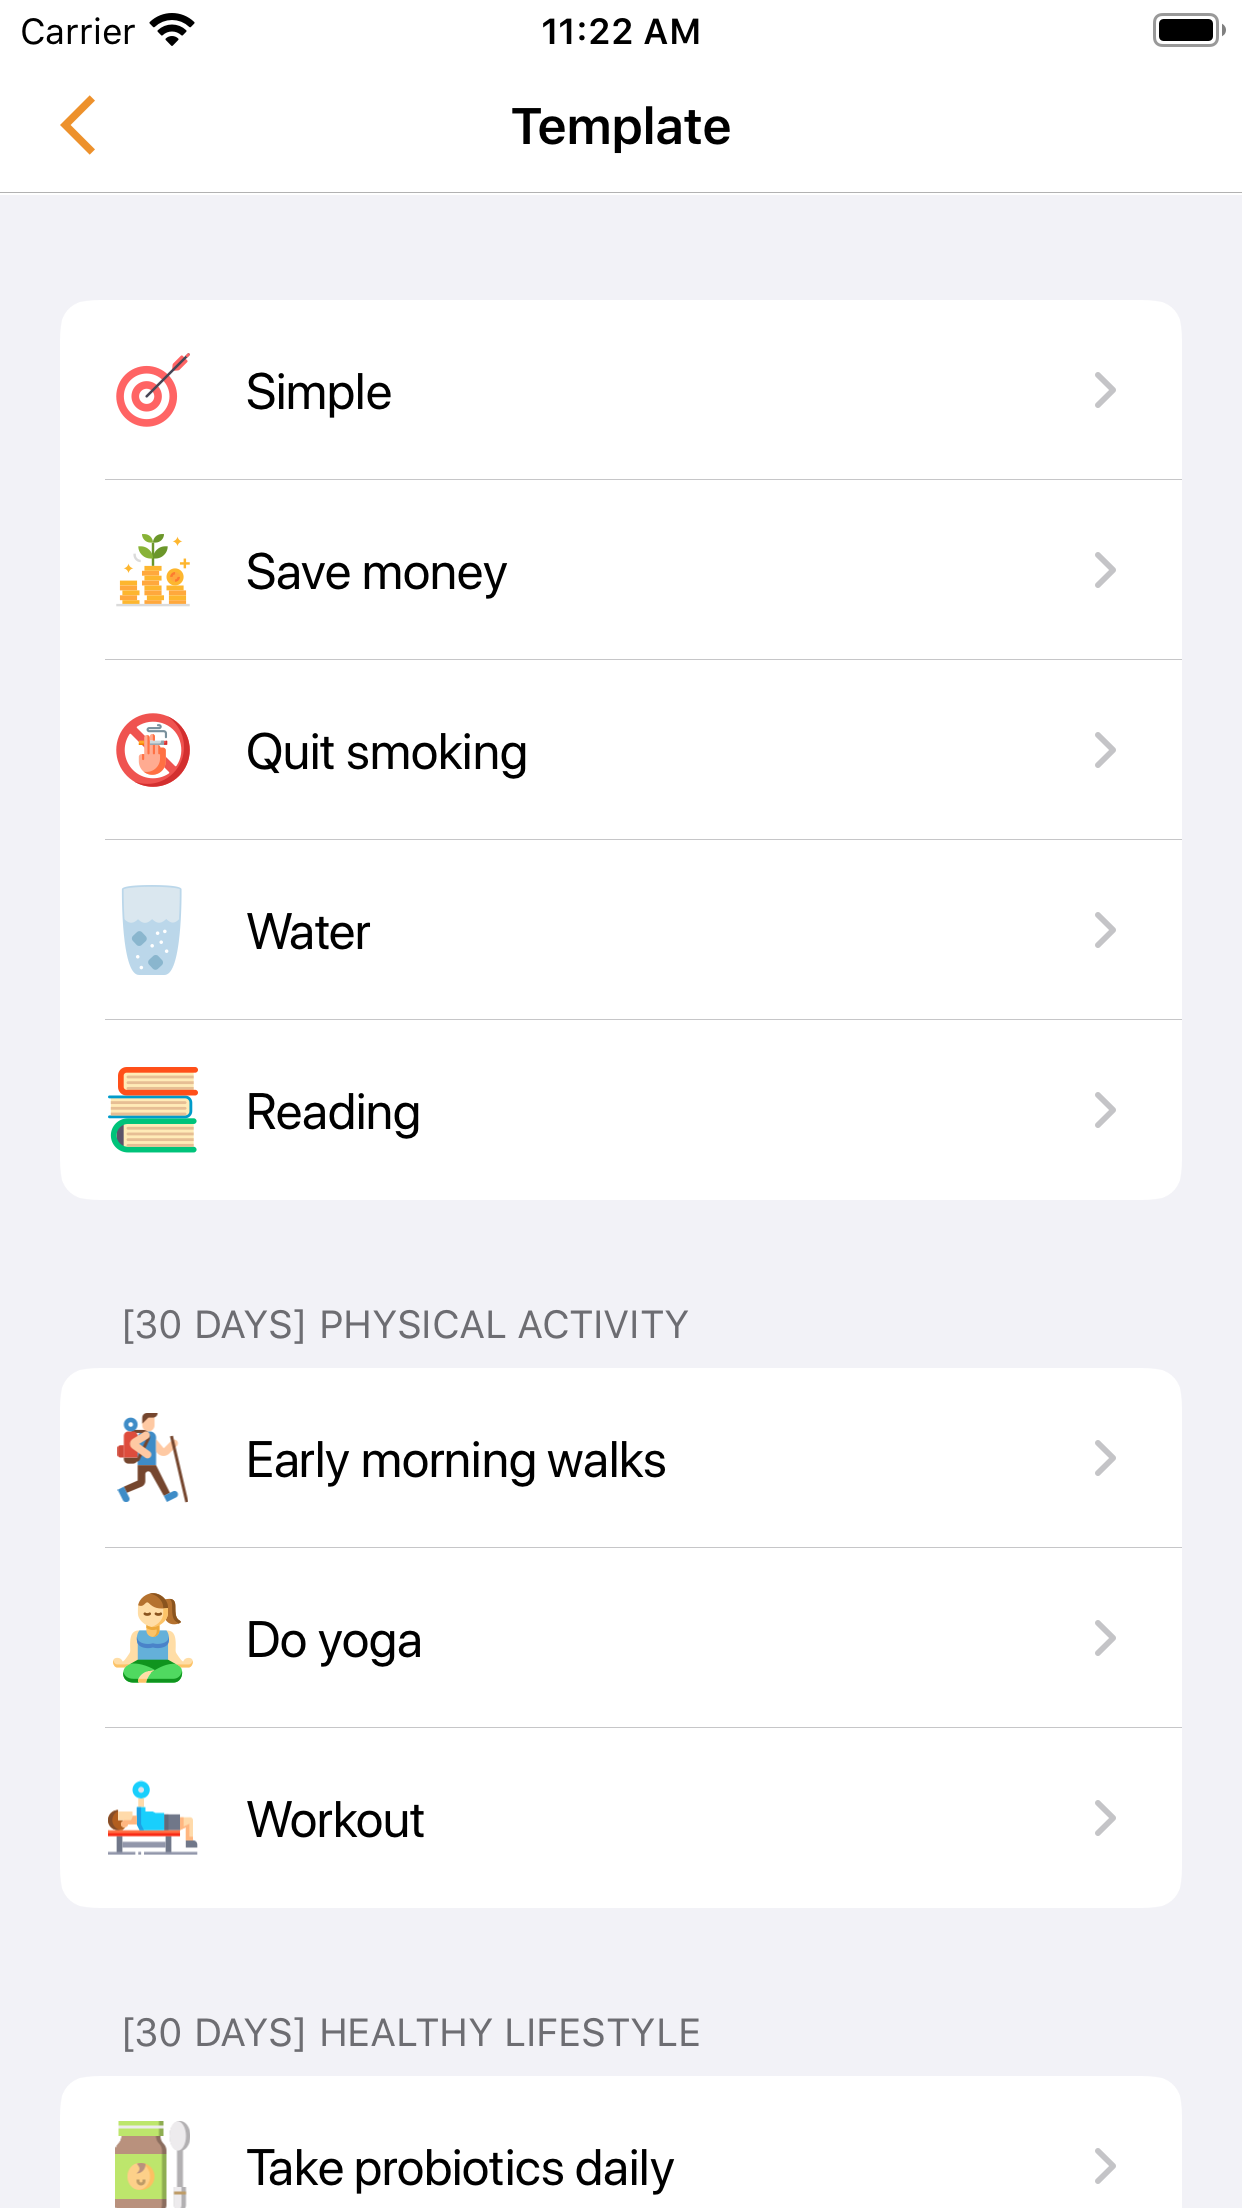 Carrier 11:22 AM
Template
Simple
Save money
Quit smoking
Water
Reading
[30 DAYS] PHYSICAL ACTIVITY
Early morning walks
Do yoga
Workout
[30 DAYS] HEALTHY LIFESTYLE
Take probiotics daily